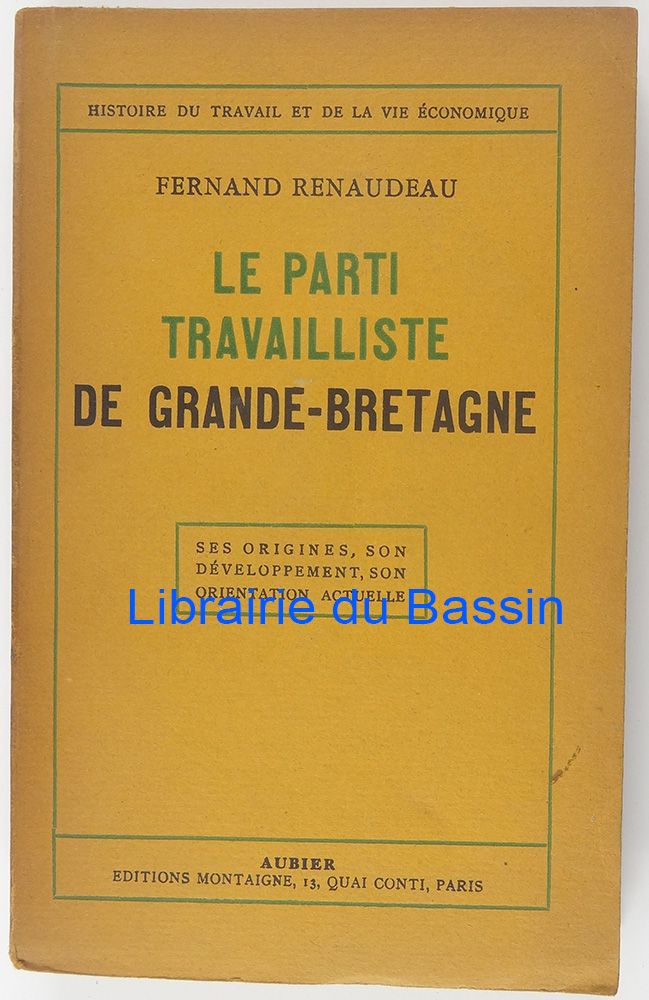 HISTOIRE DU TRAVAIL ET DE LA VIE ÉCONOMIQUE
FERNAND RENAUDEAU
LE PARTI
TRAVAILLISTE
DE GRANDE-BRETAGNE
SES ORIGINES, SON
DÉVELOPPEMENT, SON
ORIENTATION ACTUELLE
Librairie du Bassin
AUBIER
EDITIONS MONTAIGNE, 13, QUAI CONTI, PARIS